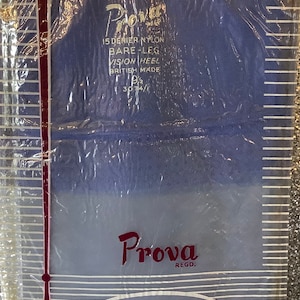 Prova
15 DENIER NYLON
BARE-LEG
VISION HEEL
BRITISH MADE
Prova
REGD.